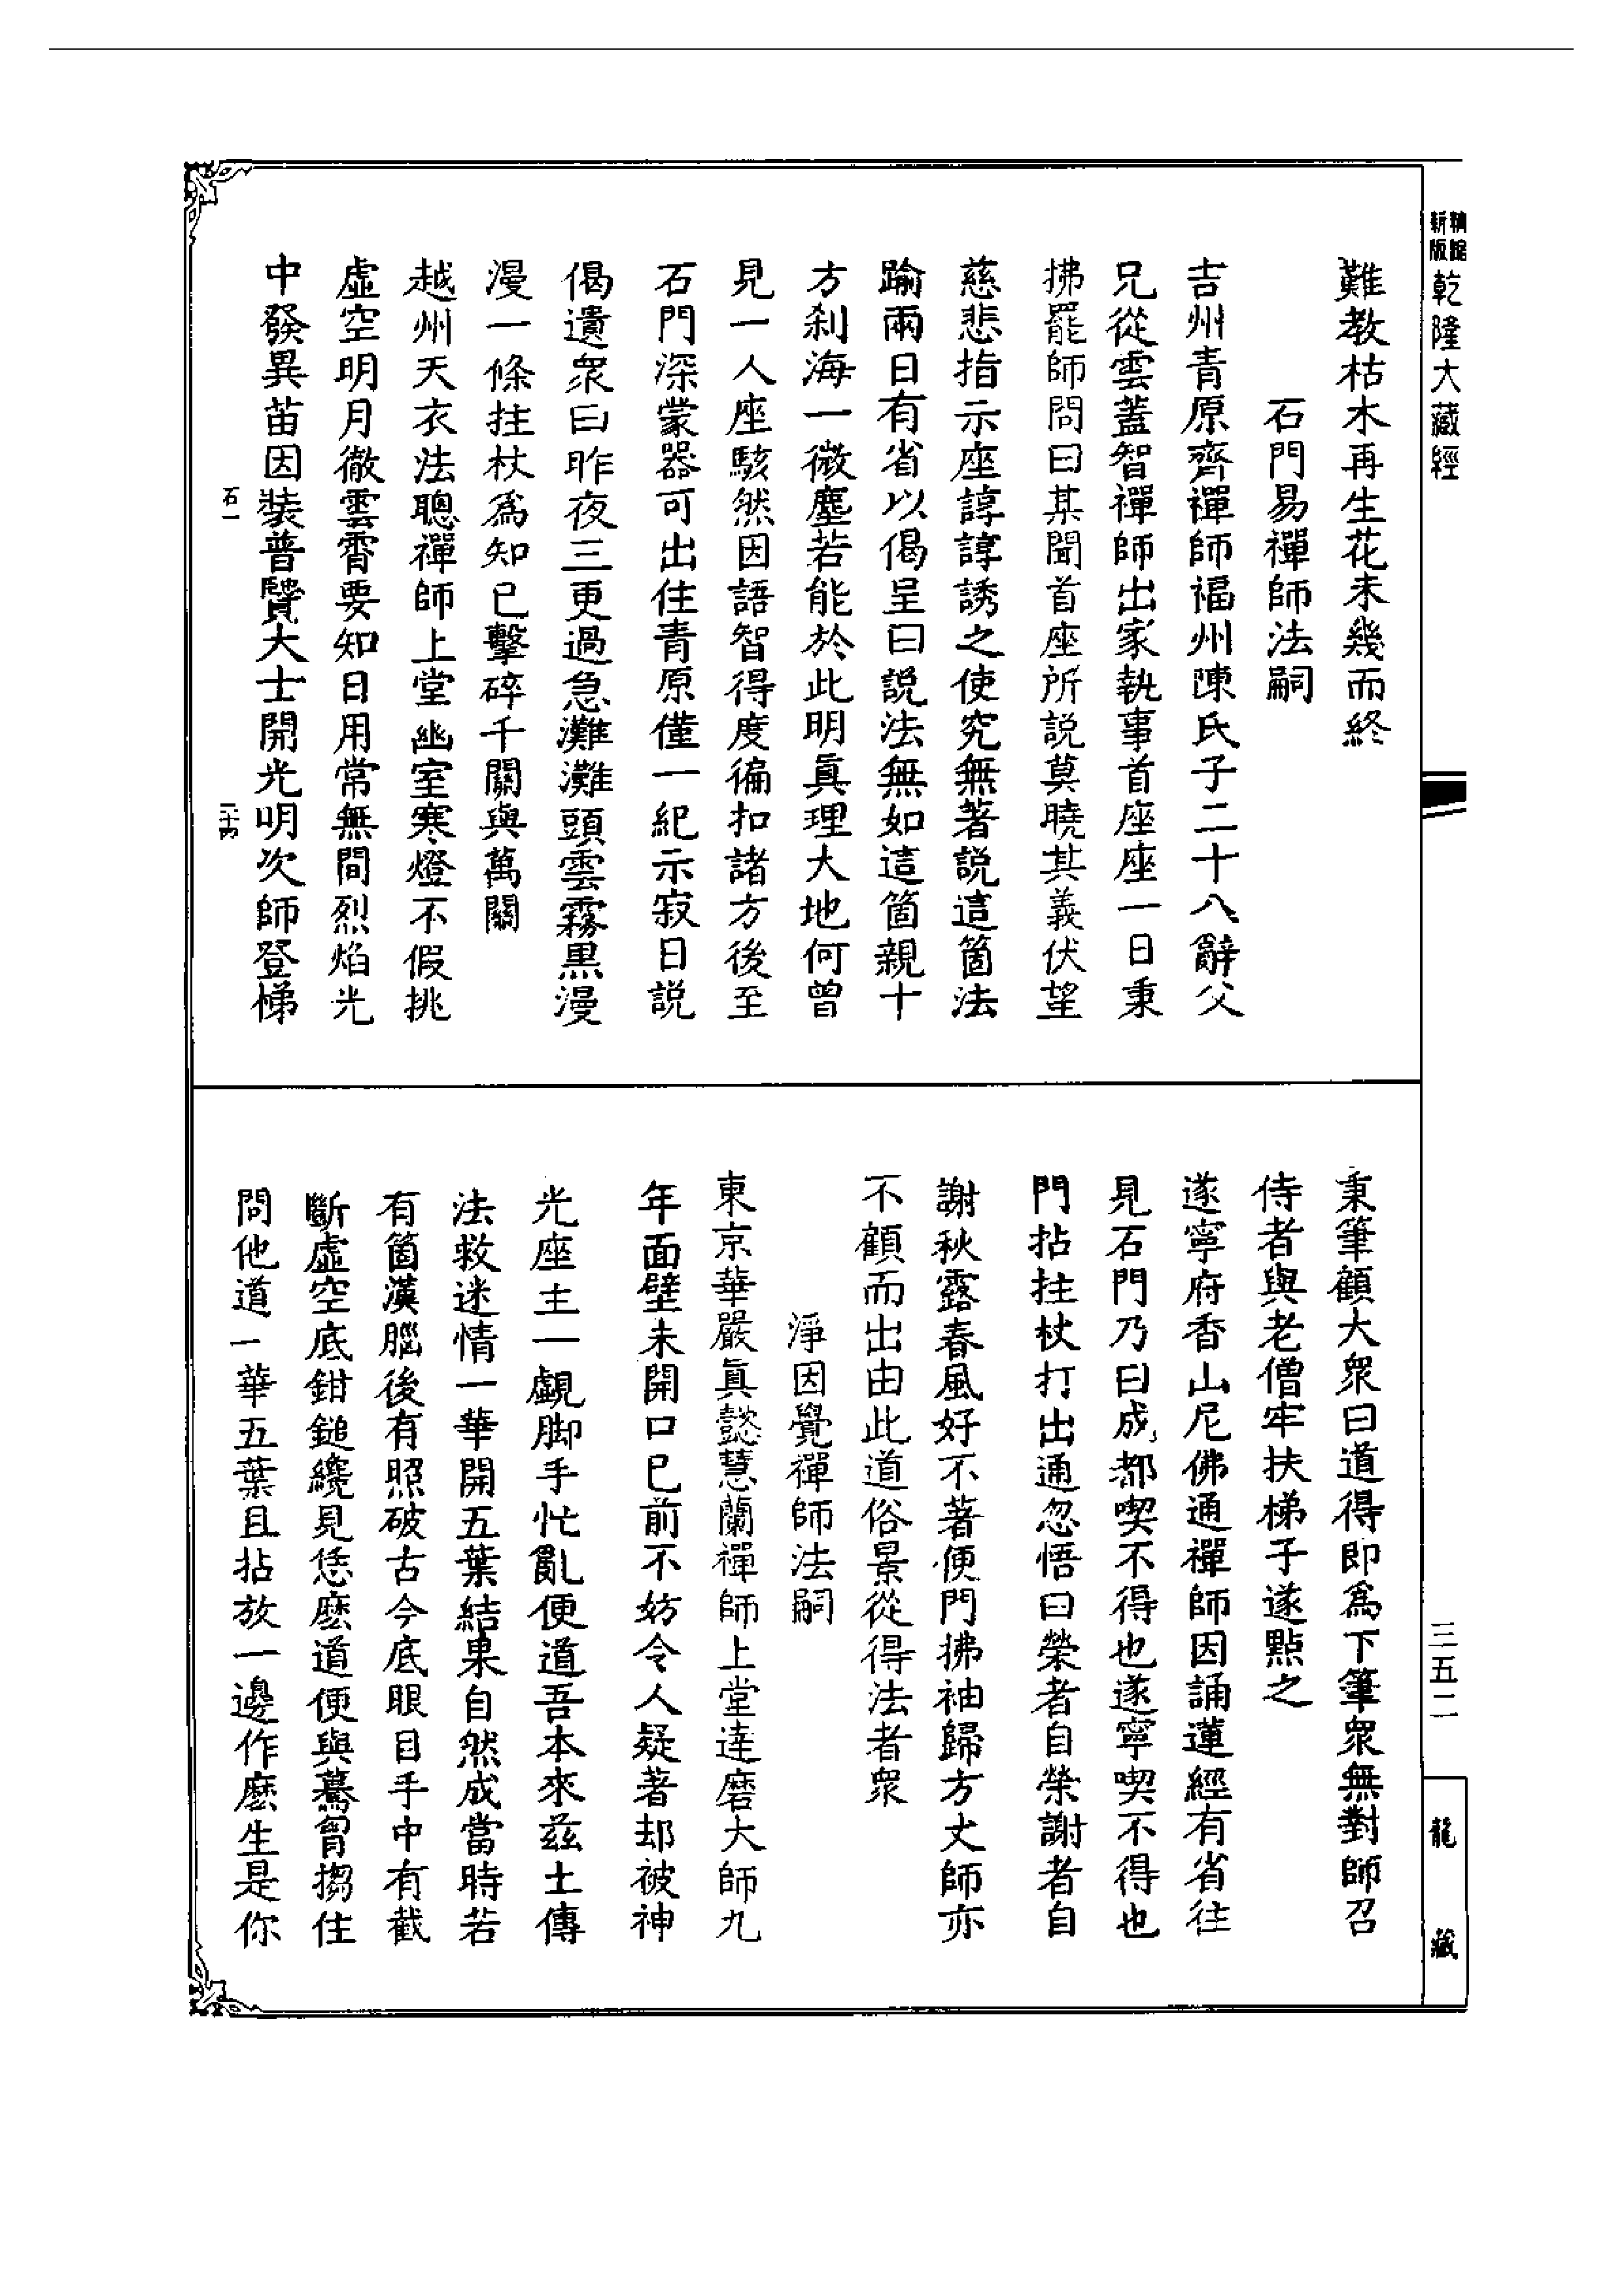 新版
精縮
乾隆大藏經
難教枯木再生花未幾而終
石門易禪師法嗣
吉州青原齊禪師福州陳氏子二十八辭父
兄從雲蓋智禪師出家執事首座座一日秉
拂罷師問曰某聞首座所說莫曉其義伏望
慈悲指示座諄諄誘之使究無著說這箇法
踰兩日有省以偈呈曰說法無如這箇親十
方刹海一微塵若能於此明眞理大地何曾
見一人座駭然因語智得度徧扣諸方後至
石門深蒙器可出住青原僅一紀示寂日說
偈遺衆曰昨夜三更過急灘灘頭雲霧黑漫
漫一條拄杖爲知己擊碎千關與萬關
越州天衣法聰禪師上堂幽室寒燈不假挑
虛空明月徹雲霄要知日用常無間烈焰光
中發異苗因裝普賢大士開光明次師登梯
石一
二十四
秉筆顧大衆曰道得即爲下筆衆無對師召
侍者與老僧牢扶梯子遂點之
遂寧府香山尼佛通禪師因誦蓮經有省往
見石門乃曰成都喫不得也遂寧喫不得也
門拈拄杖打出通忽悟曰榮者自榮謝者自
謝秋露春風好不著便門拂袖歸方丈師亦
不顧而出由此道俗景從得法者衆
淨因覺禪師法嗣
東京華嚴眞懿慧蘭禪師上堂達磨大師九
年面壁未開口已前不妨令人疑著却被神
光座主一覷脚手忙亂便道吾本來茲土傳
法救迷情一華開五葉結果自然成當時若
有箇漢腦後有照破古今底眼目手中有截
斷虛空底鉗鎚纔見恁麽道便與驀胷搊住
問他道一華五葉且拈放一邊作麽生是你
三五二
龍藏